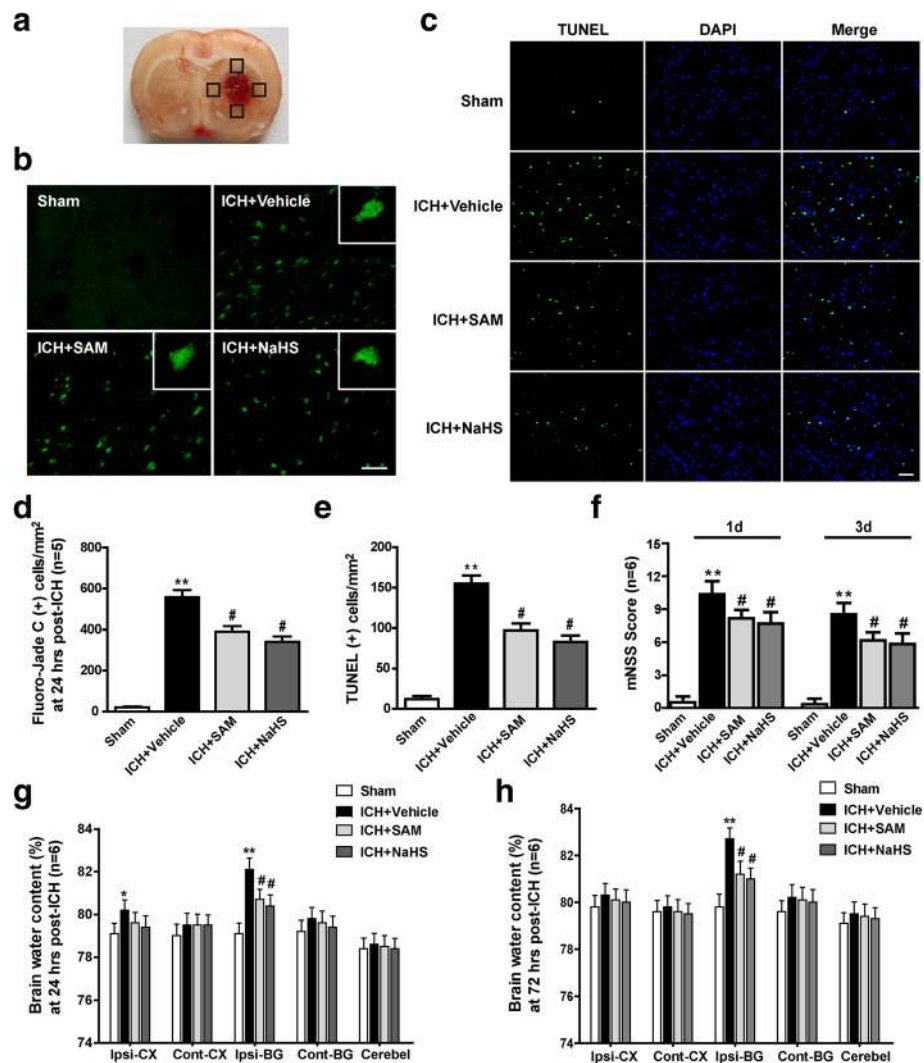 a
b
Sham
ICH+Vehicle
ICH+SAM
ICH+NaHS
c
TUNEL DAPI Merge
Sham
ICH+Vehicle
ICH+SAM
ICH+NaHS
d
Fluoro-Jade C (+) cells/mm²
at 24 hrs post-ICH (n=5)
800
600
400
200
0
**
#
#
Sham
ICH+Vehicle
ICH+SAM
ICH+NaHS
e
TUNEL (+) cells/mm²
200
150
100
50
0
**
#
#
Sham
ICH+Vehicle
ICH+SAM
ICH+NaHS
f
1d 3d
mNSS Score (n=6)
15
12
9
6
3
0
**
#
#
**
#
#
Sham
ICH+Vehicle
ICH+SAM
ICH+NaHS
Sham
ICH+Vehicle
ICH+SAM
ICH+NaHS
g
Sham
ICH+Vehicle
ICH+SAM
ICH+NaHS
Brain water content (%)
at 24 hrs post-ICH (n=6)
84
82
80
78
76
74
*
**
#
#
Ipsi-CX Cont-CX Ipsi-BG Cont-BG Cerebel
h
Sham
ICH+Vehicle
ICH+SAM
ICH+NaHS
Brain water content (%)
at 72 hrs post-ICH (n=6)
84
82
80
78
76
74
**
#
#
Ipsi-CX Cont-CX Ipsi-BG Cont-BG Cerebel